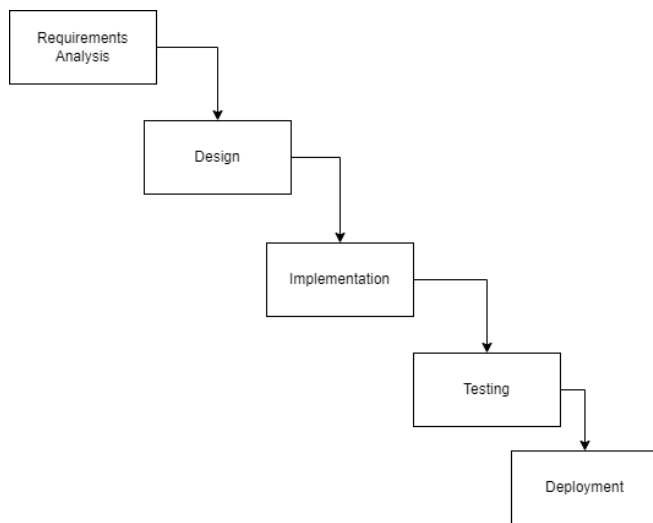 Requirements
Analysis
Design
Implementation
Testing
Deployment